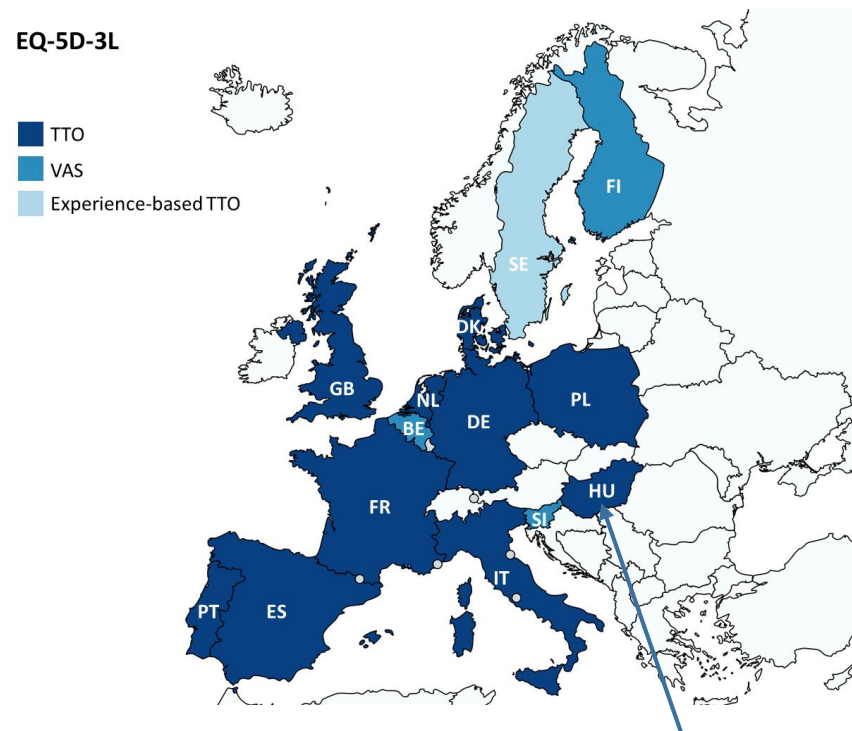 EQ-5D-3L
TTO
VAS
Experience-based TTO
FI
SE
DK
GB
NL
PL
DE
BE
HU
FR
SI
IT
PT
ES